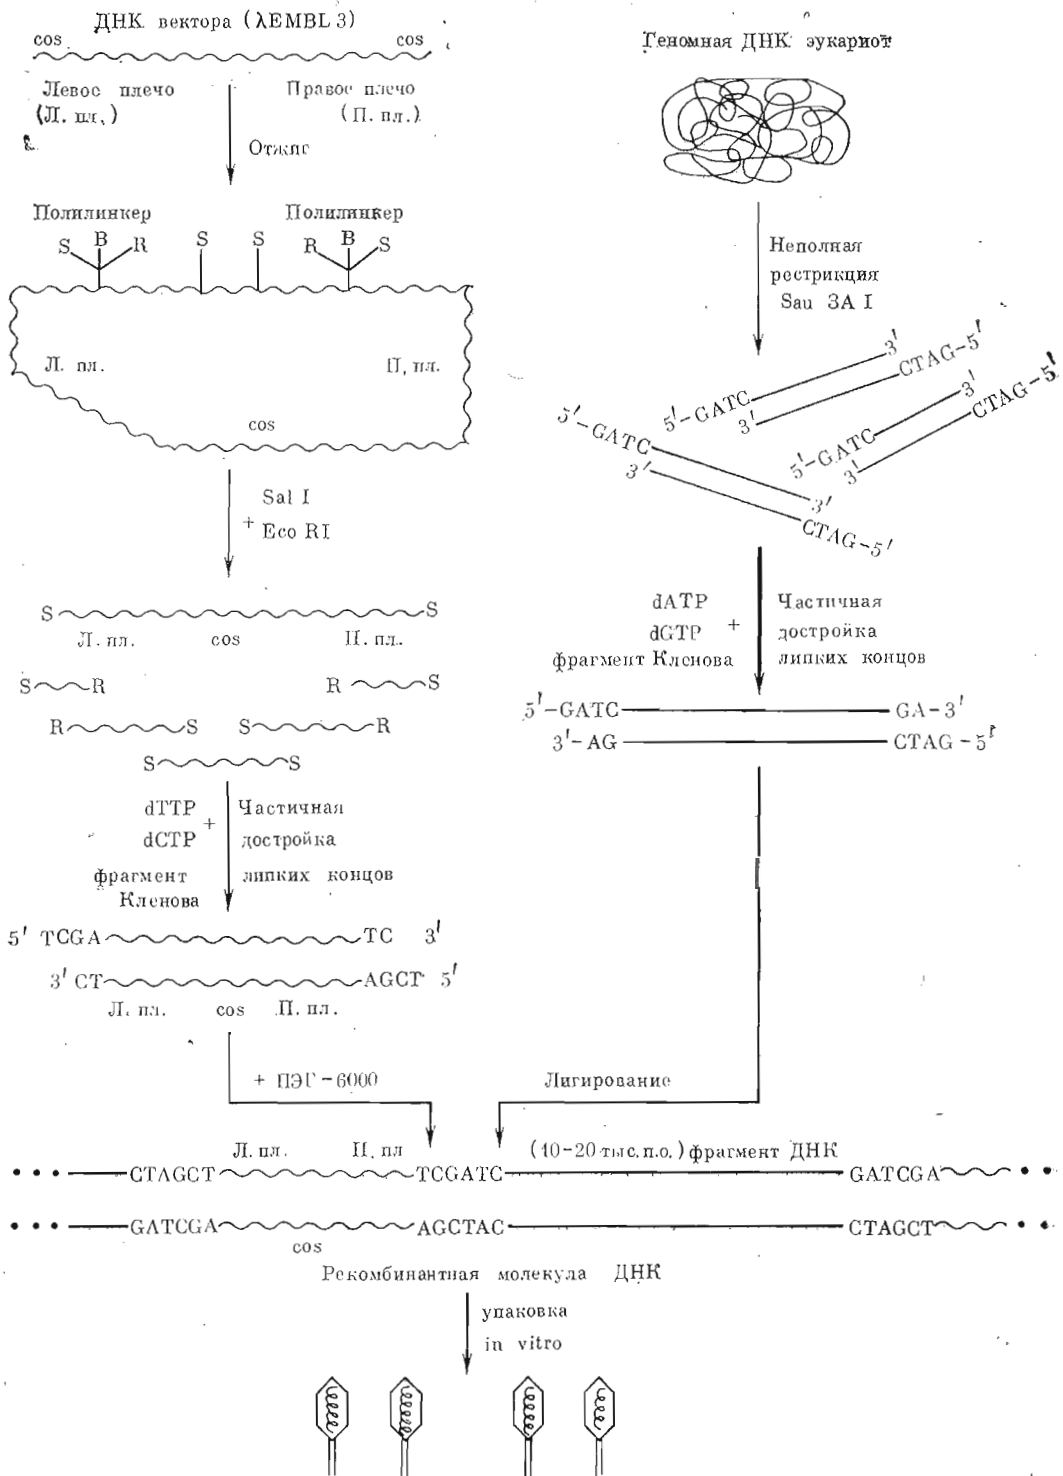 ДНК вектора (λEMBL3)
cos
cos
Левое плечо
(Л. пл.)
Правое плечо
(П. пл.)
Отжиг
Полилинкер
Полилинкер
S B R
S
S
R B S
Л. пл.
П. пл.
cos
Sal I
+
Eco RI
S
S
Л. пл.
cos
П. пл.
S R
R S
R S
S R
S S
dTTP
dCTP
+
фрагмент
Кленова
Частичная
достройка
липких концов
5' TCGA TC 3'
3' CT AGCT 5'
Л. пл. cos П. пл.
+ ПЭГ-6000
Геномная ДНК эукариот
Неполная
рестрикция
Sau 3A I
5'-GATC 3'
3' CTAG-5'
5'-GATC 3'
3' CTAG-5'
5'-GATC 3'
3' CTAG-5'
dATP
dGTP
+
фрагмент Кленова
Частичная
достройка
липких концов
5'-GATC GA-3'
3'-AG CTAG-5'
Лигирование
Л. пл. П. пл (10-20 тыс. п.о.) фрагмент ДНК
••• CTAGCT TCGATC GATCGA ••
••• GATCGA AGCTAC CTAGCT ••
cos
Рекомбинантная молекула ДНК
упаковка
in vitro